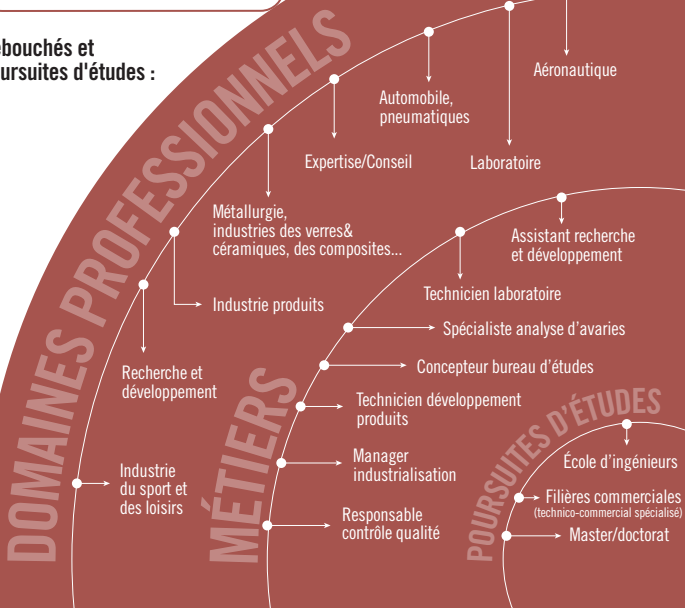 ebouchés et
ursuites d'études :
DOMAINES PROFESSIONNELS
Aéronautique
Automobile,
pneumatiques
Expertise/Conseil
Laboratoire
Métallurgie,
industries des verres&
céramiques, des composites...
Industrie produits
Recherche et
développement
Industrie
du sport et
des loisirs
MÉTIERS
Assistant recherche
et développement
Technicien laboratoire
Spécialiste analyse d'avaries
Concepteur bureau d'études
Technicien développement
produits
Manager
industrialisation
Responsable
contrôle qualité
POURSUITES D'ÉTUDES
École d'ingénieurs
Filières commerciales
(technico-commercial spécialisé)
Master/doctorat